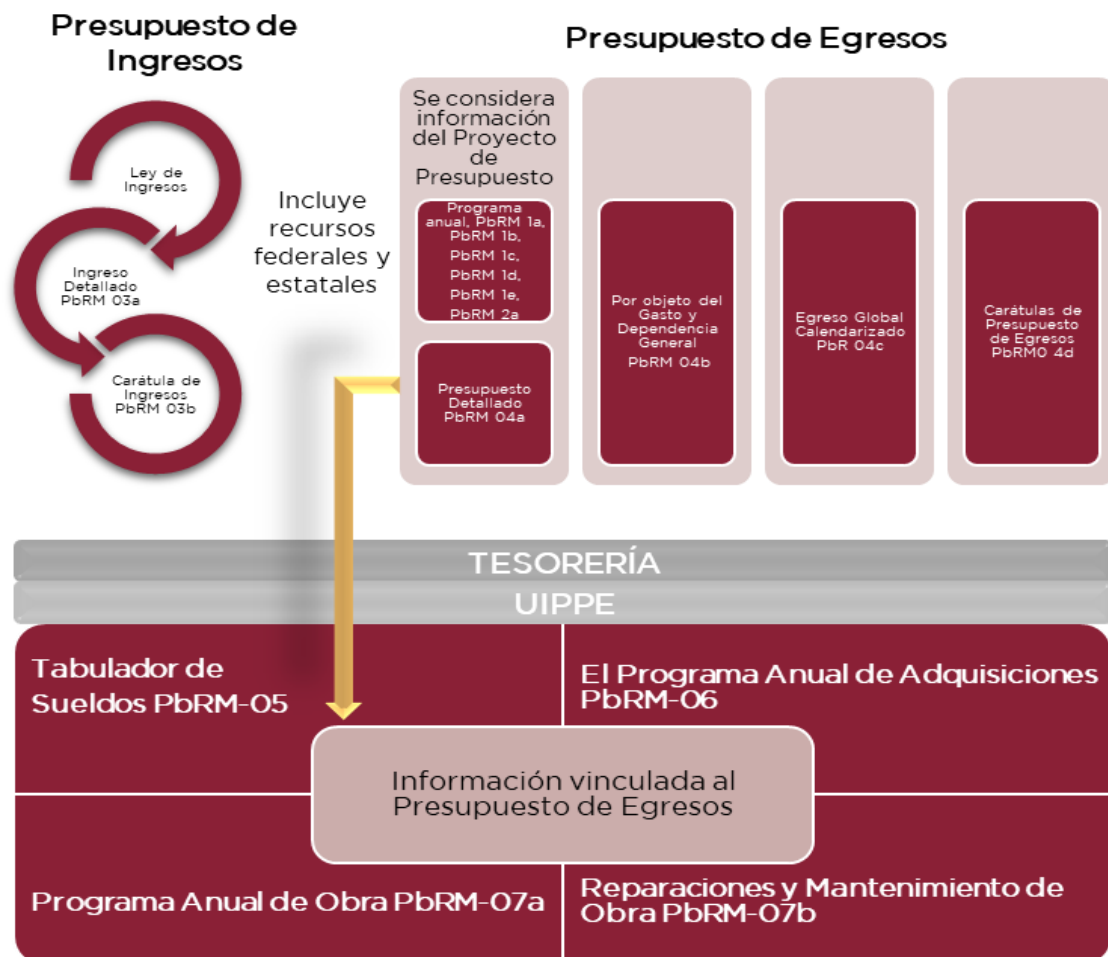 Presupuesto de
Ingresos
Ley de
Ingresos
Ingreso
Detallado
PbRM 03a
Carátula de
Ingresos
PbRM 03b
Incluye
recursos
federales y
estatales
Presupuesto de Egresos
Se considera
información
del Proyecto
de
Presupuesto
Programa
anual, PbRM 1a,
PbRM 1b,
PbRM 1c,
PbRM 1d,
PbRM 1e,
PbRM 2a
Presupuesto
Detallado
PbRM 04a
Por objeto del
Gasto y
Dependencia
General
PbRM 04b
Egreso Global
Calendarizado
PbR 04c
Carátulas de
Presupuesto
de Egresos
PbRM0 4d
TESORERÍA
UIPPE
Tabulador de
Sueldos PbRM-05
El Programa Anual de Adquisiciones
PbRM-06
Información vinculada al
Presupuesto de Egresos
Programa Anual de Obra PbRM-07a
Reparaciones y Mantenimiento de
Obra PbRM-07b